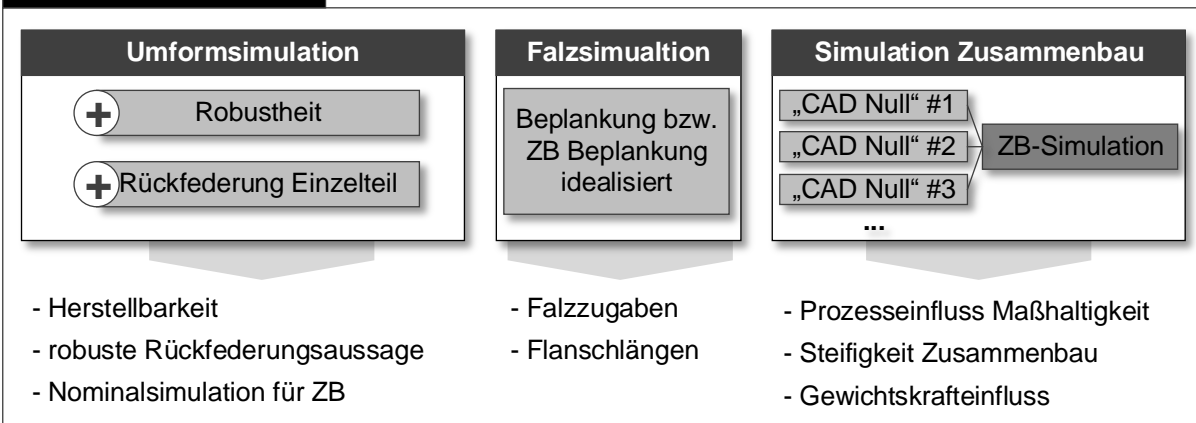 Umformsimulation
+ Robustheit
+ Rückfederung Einzelteil
- Herstellbarkeit
- robuste Rückfederungsaussage
- Nominalsimulation für ZB
Falzsimualtion
Beplankung bzw.
ZB Beplankung
idealisiert
- Falzzugaben
- Flanschlängen
Simulation Zusammenbau
„CAD Null“ #1
„CAD Null“ #2
„CAD Null“ #3
...
ZB-Simulation
- Prozesseinfluss Maßhaltigkeit
- Steifigkeit Zusammenbau
- Gewichtskrafteinfluss